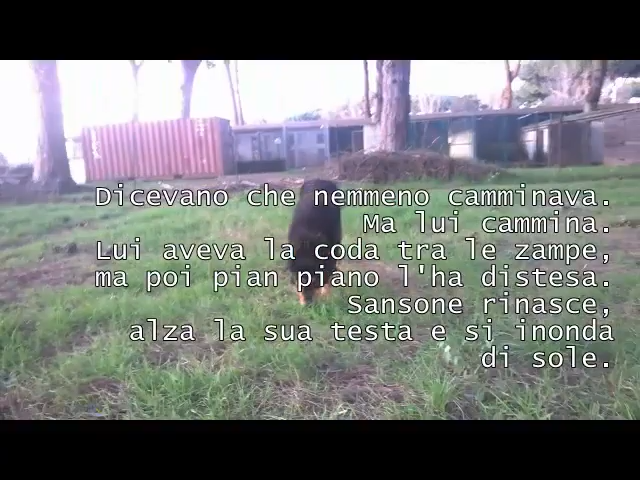 Dicevano che nemmeno camminava.
Ma lui cammina.
Lui aveva la coda tra le zampe,
ma poi pian piano l'ha distesa.
Sansone rinasce,
alza la sua testa e si inonda
di sole.